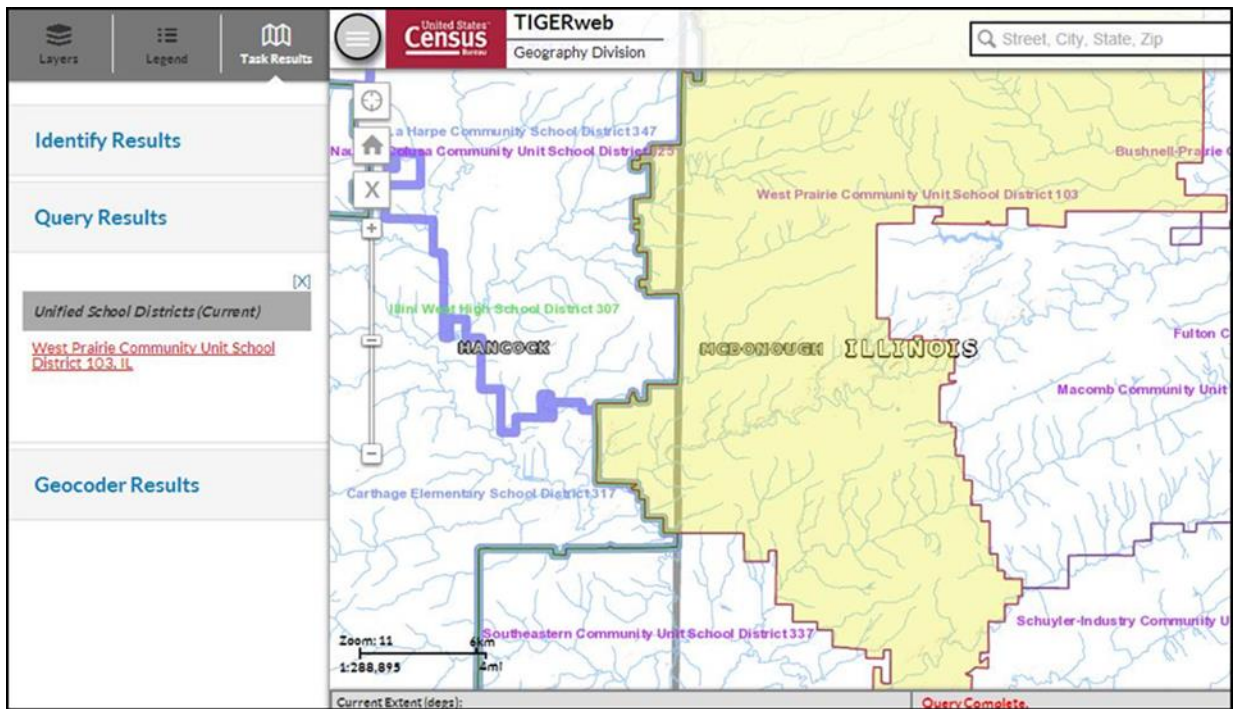 Layers
Legend
Task Results
United States®
Census
Bureau
TIGERweb
Geography Division
Street, City, State, Zip
Identify Results
Query Results
[X]
Unified School Districts (Current)
West Prairie Community Unit School
District 103, IL
Geocoder Results
X
a Harpe Community School District 347
Nau olusa Community Unit School District 325
Bushnell-Prairie
West Prairie Community Unit School District 103
Illini West High School District 307
Fulton C
HANCOCK
MCDONOUGH
ILLINOIS
Macomb Community Unit
Carthage Elementary School District 317
Schuyler-Industry Community U
Southeastern Community Unit School District 337
Zoom: 11
6km
1:288,895
4mi
Current Extent (degs):
Query Complete.